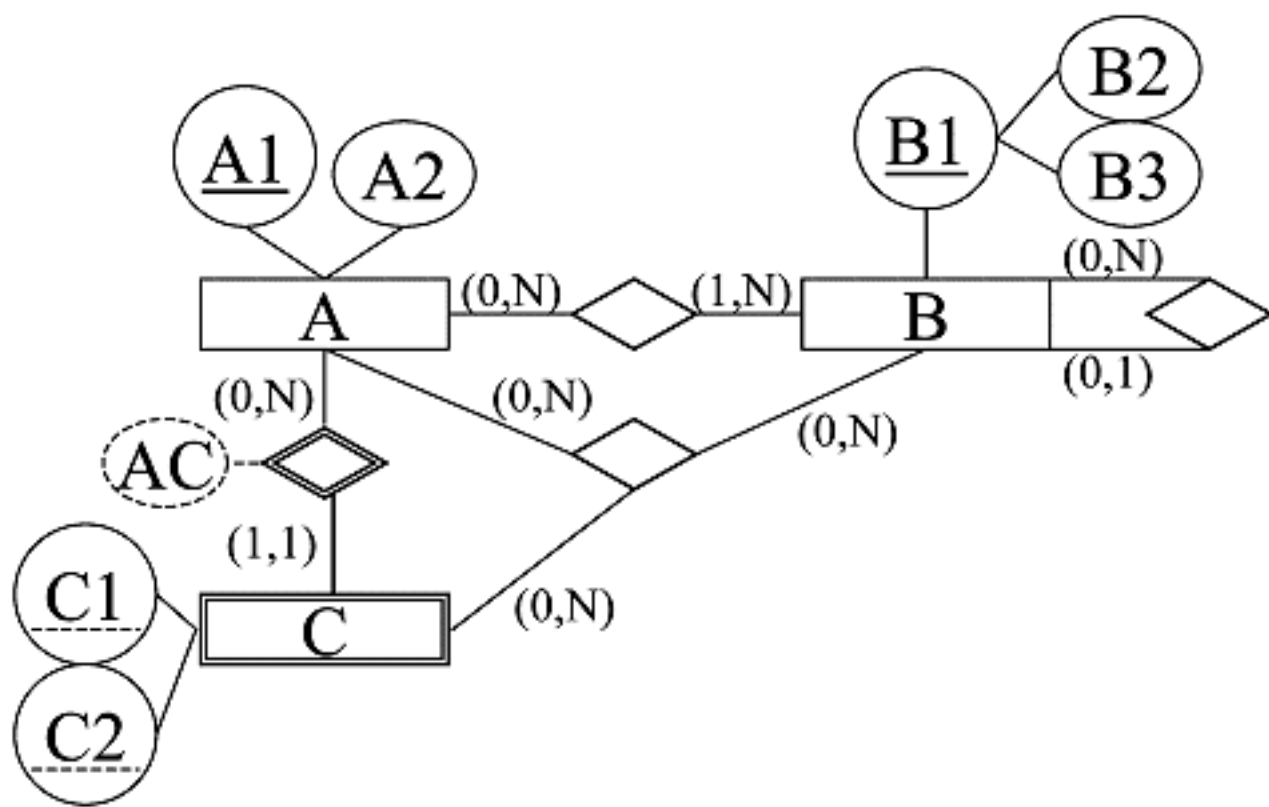 B2
A1
A2
B1
B3
(0,N)
(0,N)
(1,N)
A
B
(0,N)
(0,N)
(0,N)
(0,1)
AC
(1,1)
C1
(0,N)
C
C2